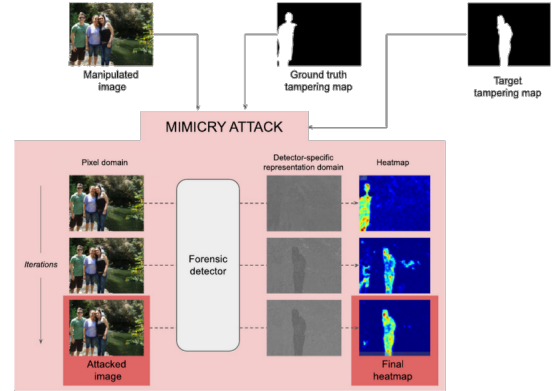 Manipulated
image
Ground truth
tampering map
Target
tampering map
MIMICRY ATTACK
Pixel domain
Detector-specific
representation domain
Heatmap
Iterations
Forensic
detector
Attacked
image
Final
heatmap